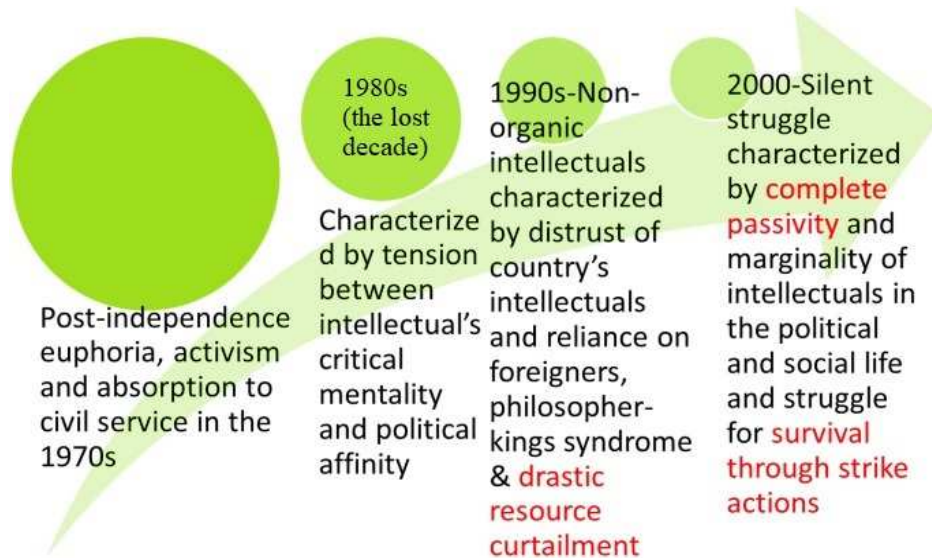 Post-independence
euphoria, activism
and absorption to
civil service in the
1970s
1980s
(the lost
decade)
Characterize
d by tension
between
intellectual’s
critical
mentality
and political
affinity
1990s-Non-
organic
intellectuals
characterized
by distrust of
country’s
intellectuals
and reliance on
foreigners,
philosopher-
kings syndrome
& drastic
resource
curtailment
2000-Silent
struggle
characterized
by complete
passivity and
marginality of
intellectuals in
the political
and social life
and struggle
for survival
through strike
actions